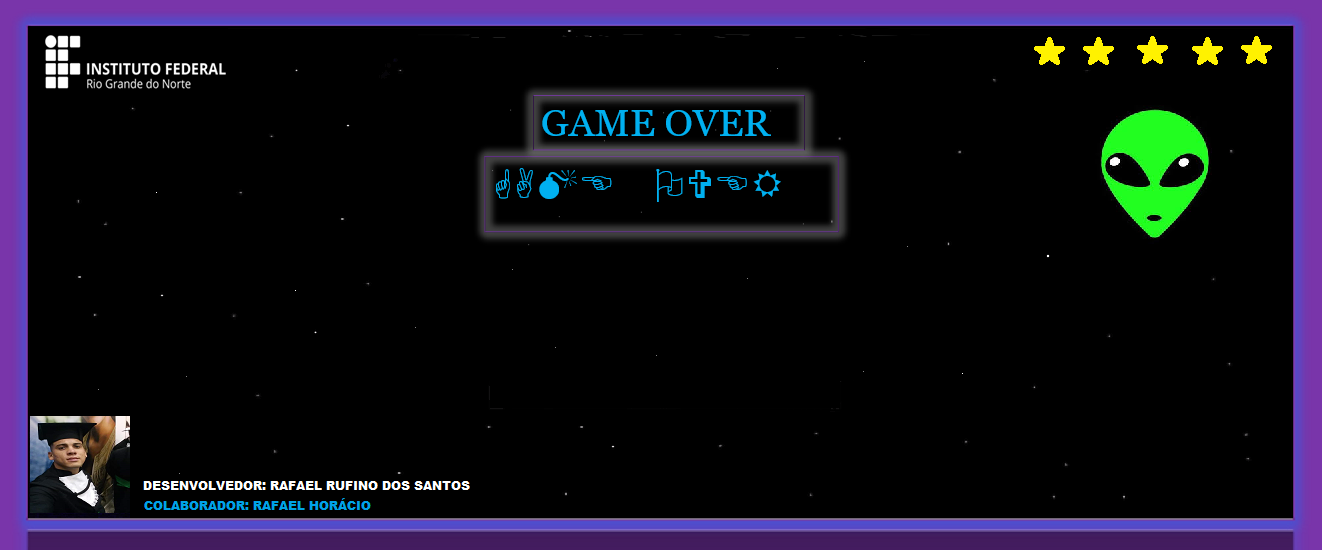 INSTITUTO FEDERAL
Rio Grande do Norte
GAME OVER
☝✌💣☜ ⚐✞☜☼
DESENVOLVEDOR: RAFAEL RUFINO DOS SANTOS
COLABORADOR: RAFAEL HORÁCIO